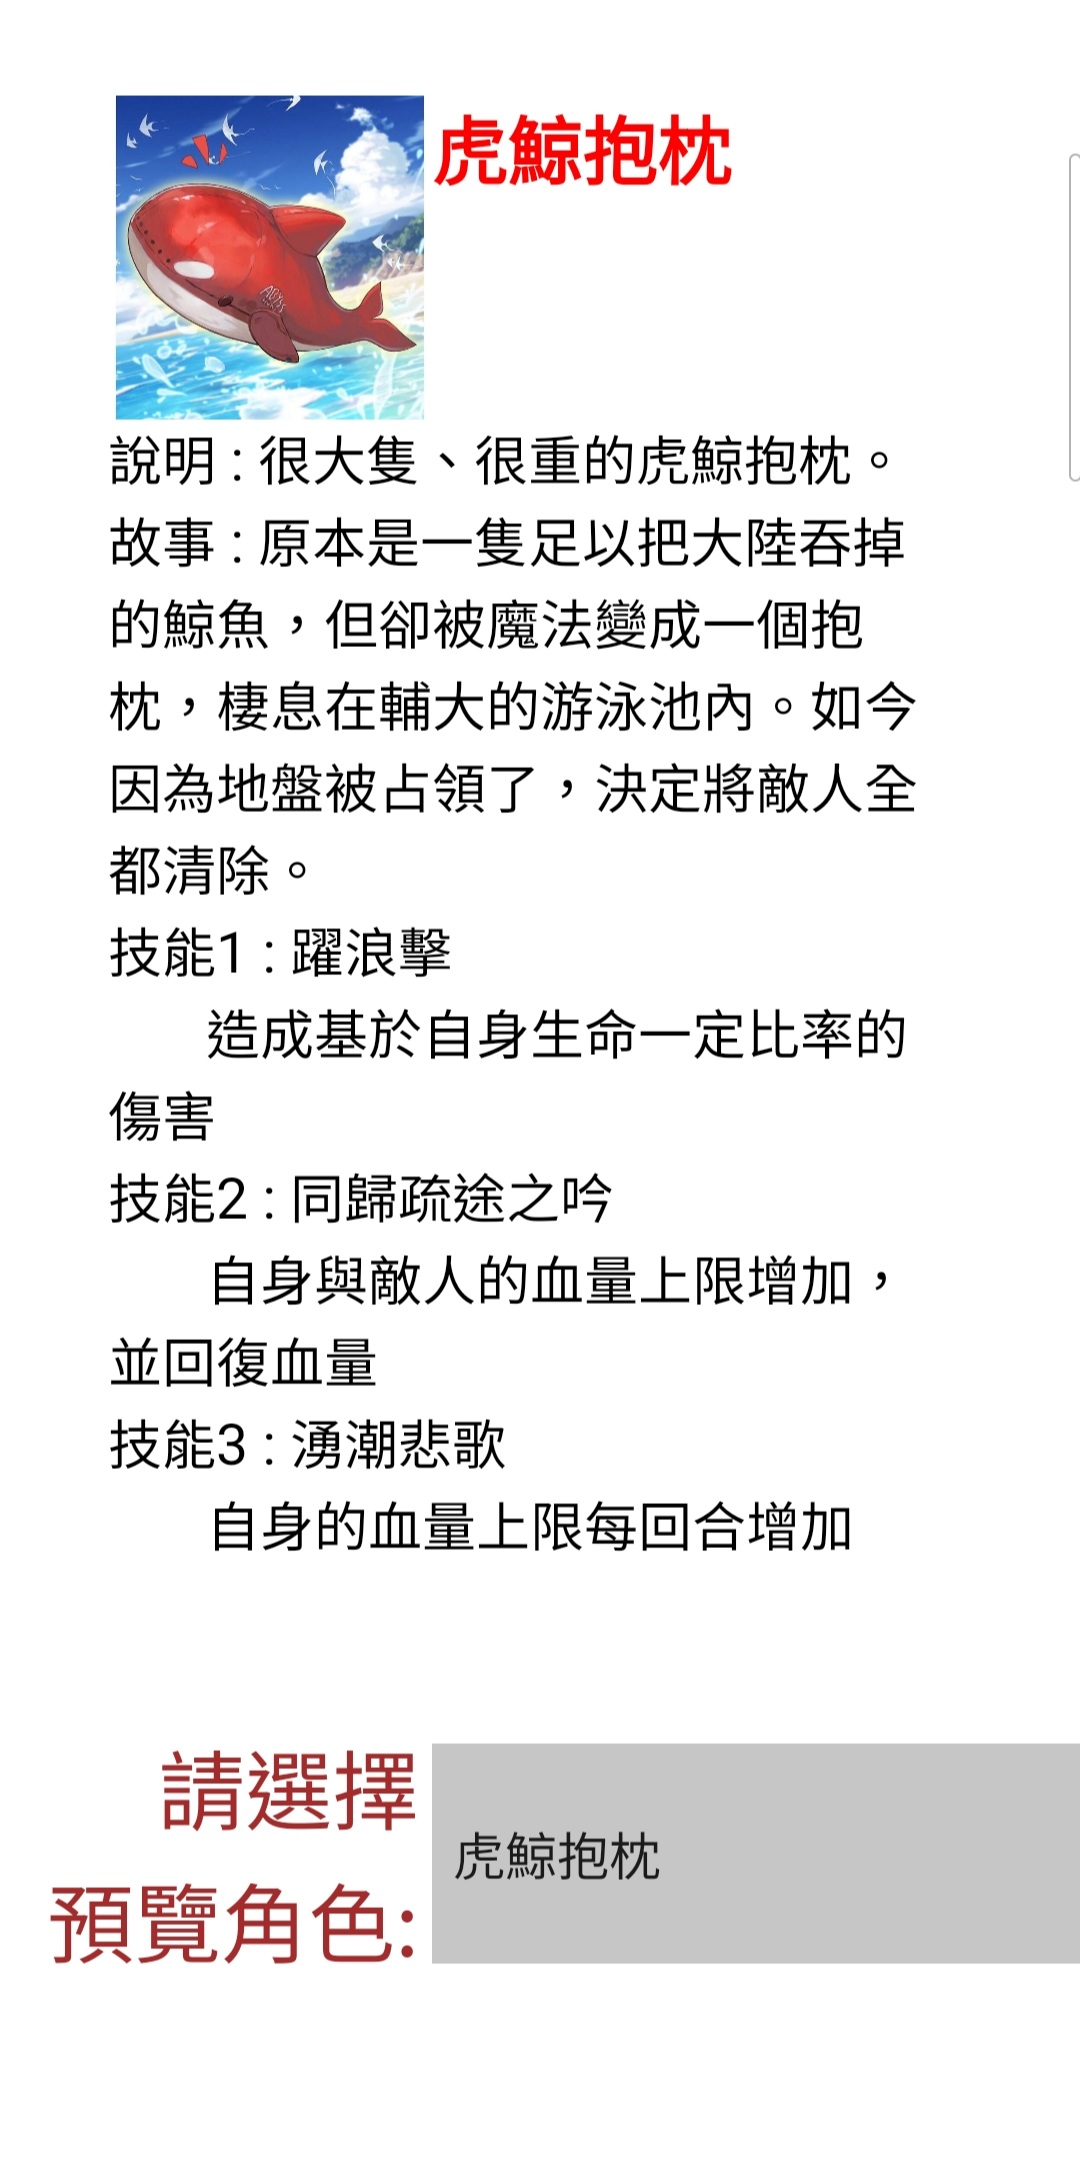 虎鯨抱枕
說明 : 很大隻、很重的虎鯨抱枕。
故事 : 原本是一隻足以把大陸吞掉
的鯨魚，但卻被魔法變成一個抱
枕，棲息在輔大的游泳池內。如今
因為地盤被占領了，決定將敵人全
都清除。
技能1 : 躍浪擊
造成基於自身生命一定比率的
傷害
技能2 : 同歸疏途之吟
自身與敵人的血量上限增加，
並回復血量
技能3 : 湧潮悲歌
自身的血量上限每回合增加
請選擇
預覽角色:
虎鯨抱枕